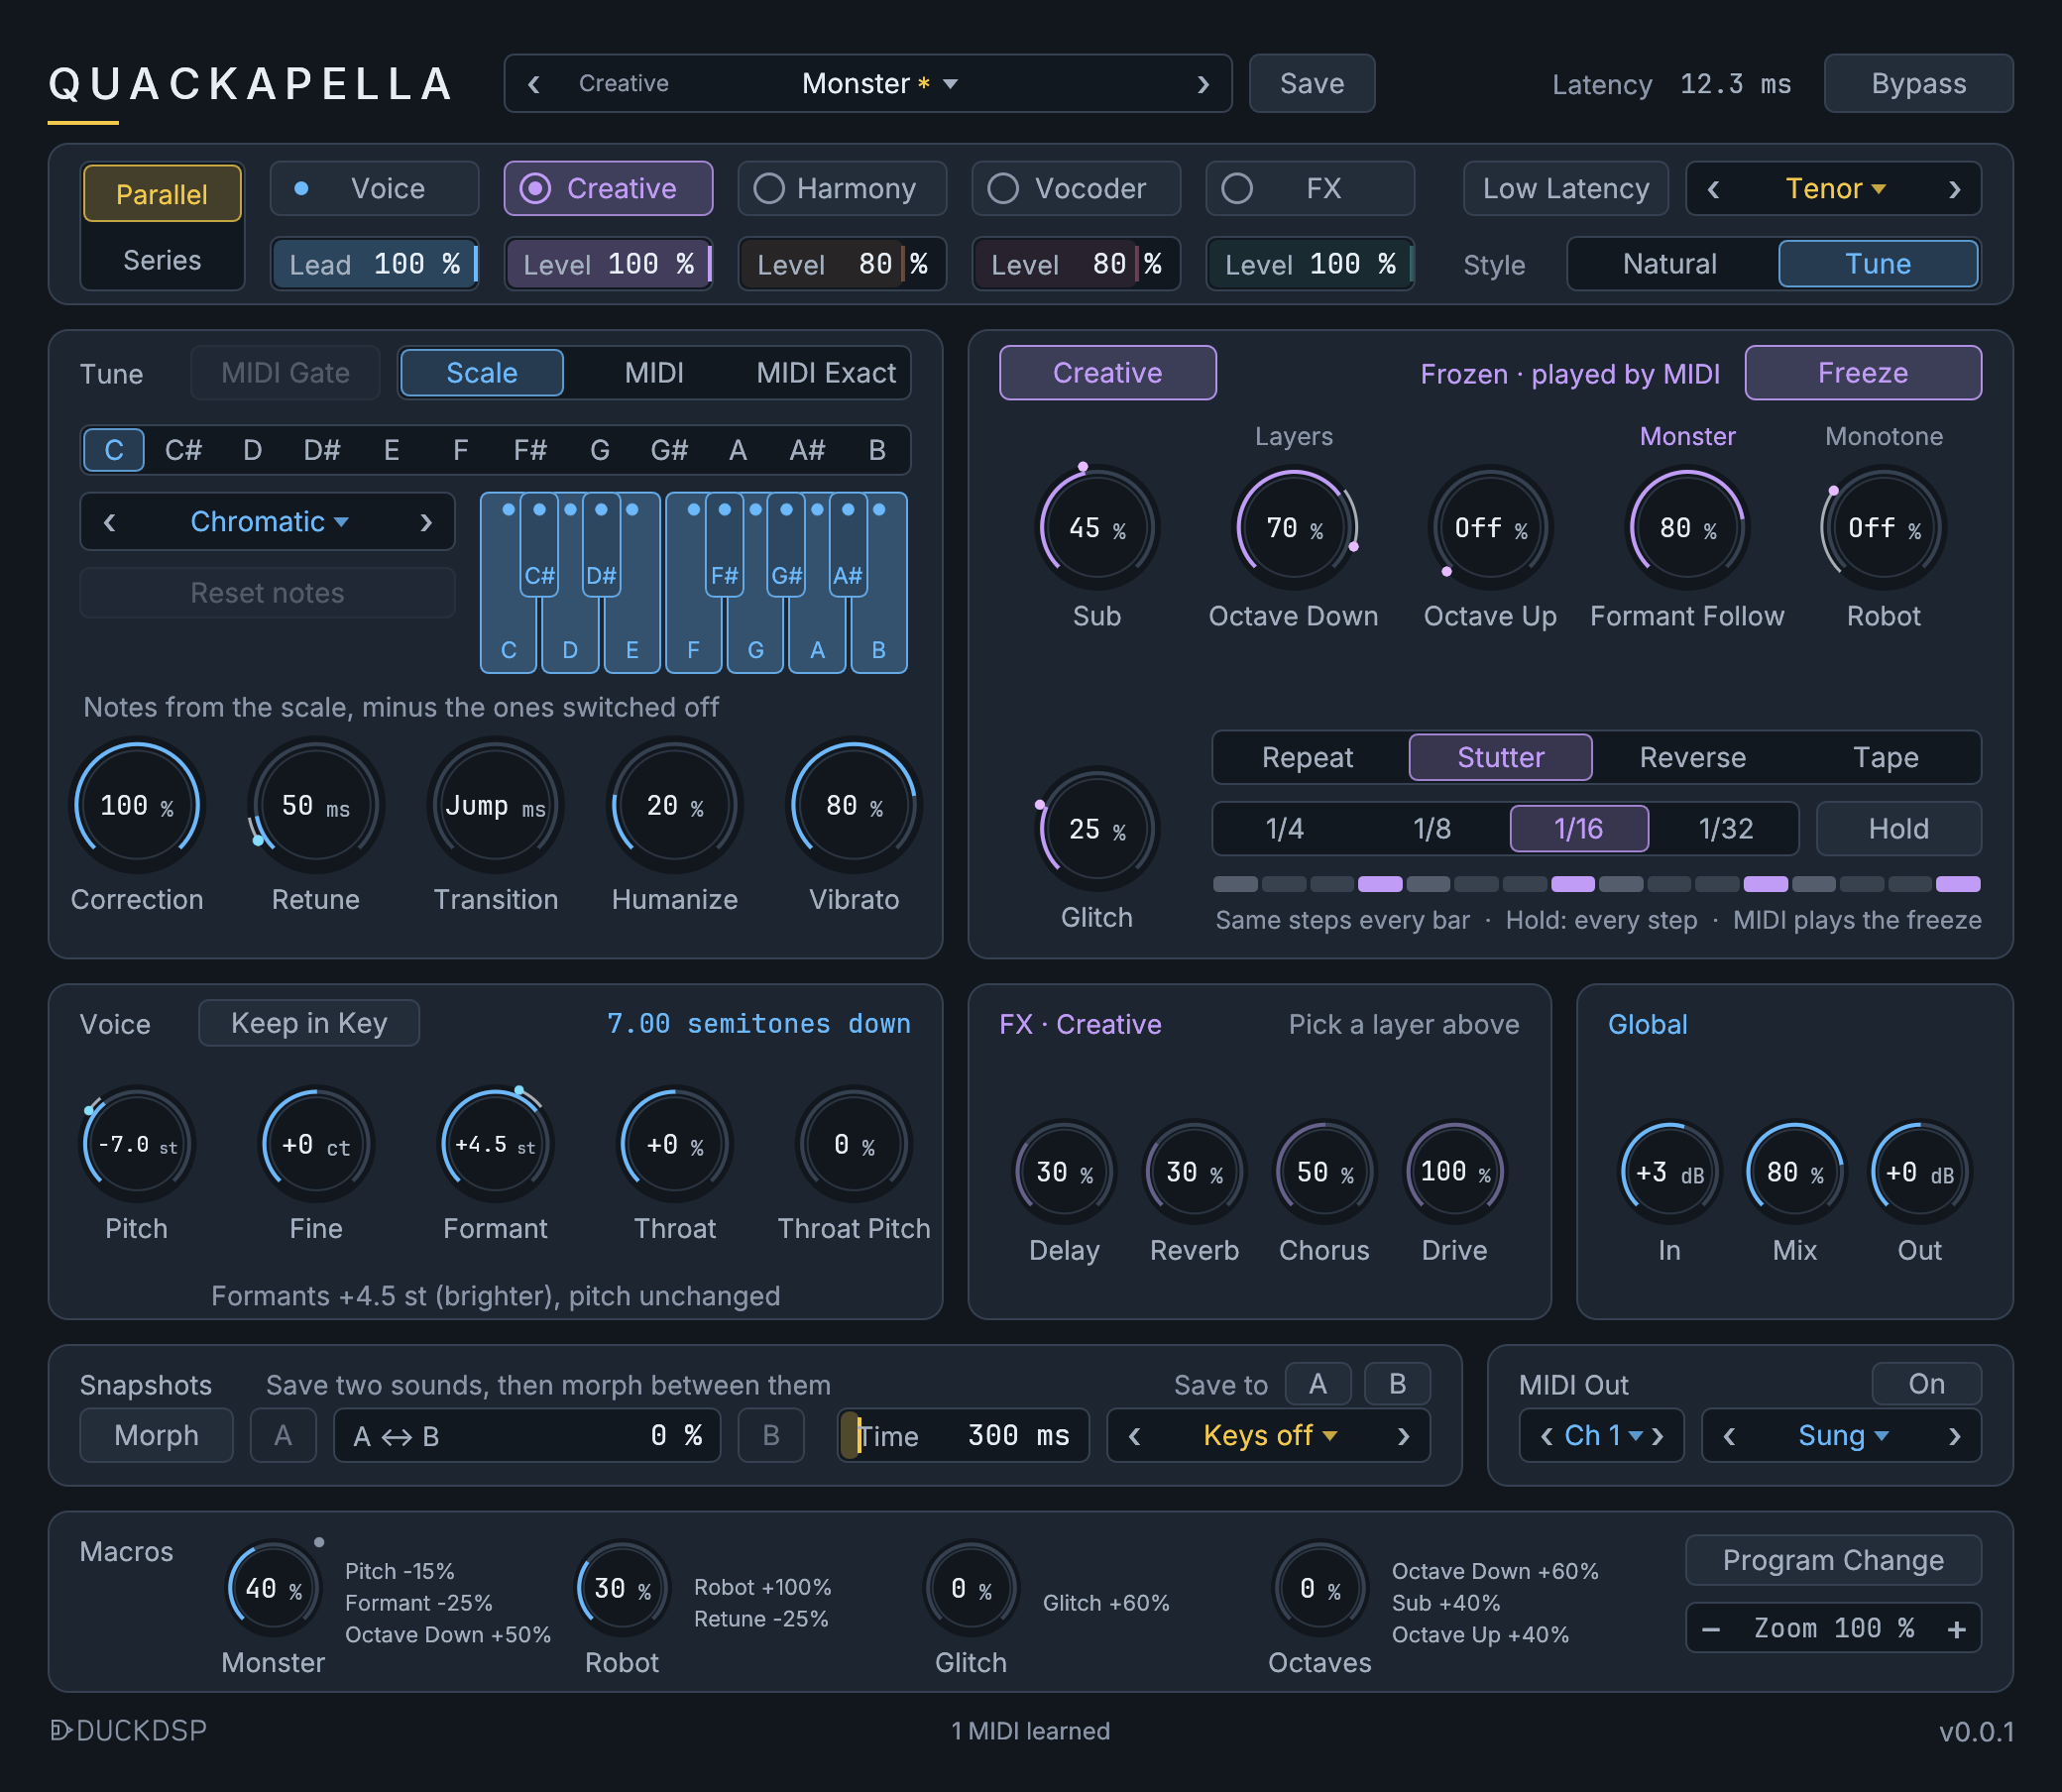 QUACKAPELLA
‹ Creative Monster * ›
Save
Latency 12.3 ms
Bypass
Parallel
Voice
Creative
Harmony
Vocoder
FX
Low Latency
‹ Tenor ›
Series
Lead 100 %
Level 100 %
Level 80 %
Level 80 %
Level 100 %
Style
Natural
Tune
Tune
MIDI Gate
Scale
MIDI
MIDI Exact
C C# D D# E F F# G G# A A# B
‹ Chromatic ›
Reset notes
C# D# F# G# A#
C D E F G A B
Notes from the scale, minus the ones switched off
100 %
50 ms
Jump ms
20 %
80 %
Correction
Retune
Transition
Humanize
Vibrato
Creative
Frozen · played by MIDI
Freeze
Layers
Monster
Monotone
45 %
70 %
Off %
80 %
Off %
Sub
Octave Down
Octave Up
Formant Follow
Robot
Repeat
Stutter
Reverse
Tape
25 %
1/4
1/8
1/16
1/32
Hold
Glitch
Same steps every bar · Hold: every step · MIDI plays the freeze
Voice
Keep in Key
7.00 semitones down
-7.0 st
+0 ct
+4.5 st
+0 %
0 %
Pitch
Fine
Formant
Throat
Throat Pitch
Formants +4.5 st (brighter), pitch unchanged
FX · Creative
Pick a layer above
30 %
30 %
50 %
100 %
Delay
Reverb
Chorus
Drive
Global
+3 dB
80 %
+0 dB
In
Mix
Out
Snapshots
Save two sounds, then morph between them
Save to
A
B
Morph
A
A ↔ B 0 %
B
Time 300 ms
‹ Keys off ›
MIDI Out
On
‹ Ch 1 ›
‹ Sung ›
Macros
40 %
Monster
Pitch -15%
Formant -25%
Octave Down +50%
30 %
Robot
Robot +100%
Retune -25%
0 %
Glitch
Glitch +60%
0 %
Octaves
Octave Down +60%
Sub +40%
Octave Up +40%
Program Change
− Zoom 100 % +
DUCKDSP
1 MIDI learned
v0.0.1